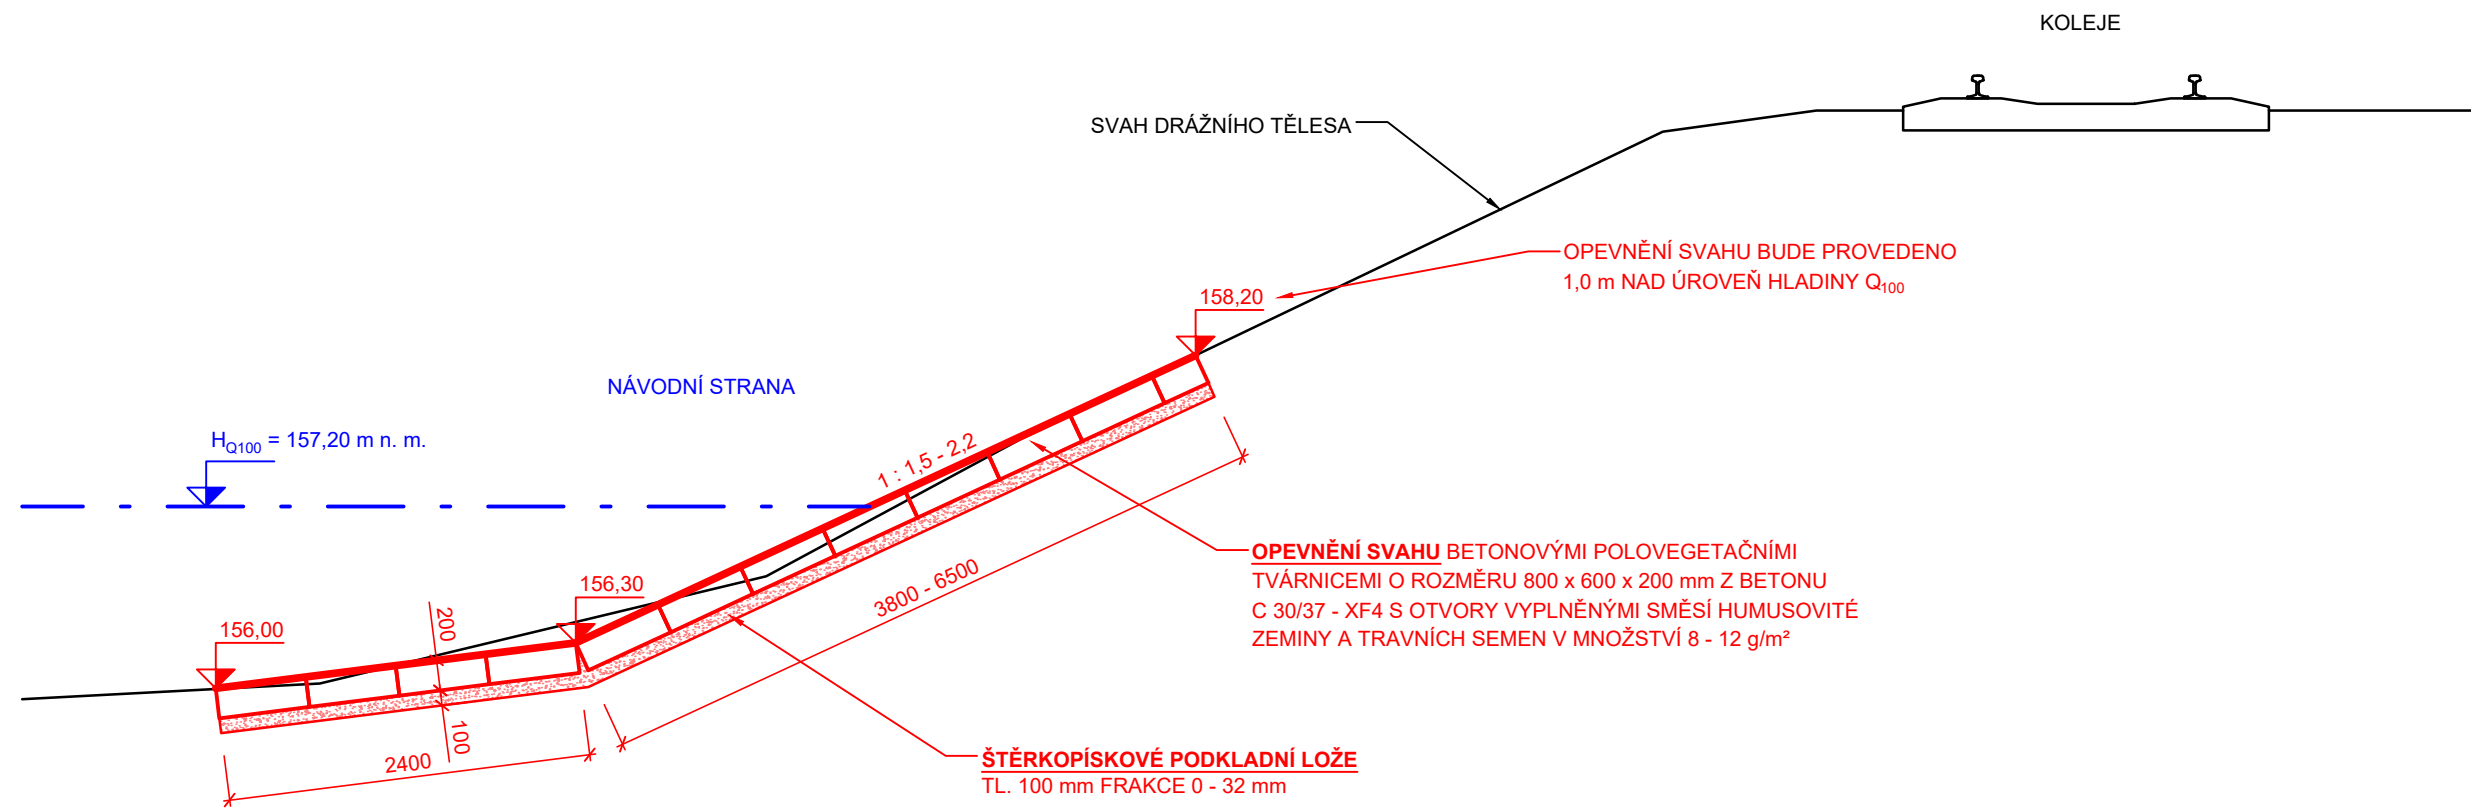 KOLEJE
SVAH DRÁŽNÍHO TĚLESA
OPEVNĚNÍ SVAHU BUDE PROVEDENO
1,0 m NAD ÚROVEŇ HLADINY Q100
158,20
NÁVODNÍ STRANA
HQ100 = 157,20 m n. m.
1 : 1,5 - 2,2
OPEVNĚNÍ SVAHU BETONOVÝMI POLOVEGETAČNÍMI
TVÁRNICEMI O ROZMĚRU 800 x 600 x 200 mm Z BETONU
C 30/37 - XF4 S OTVORY VYPLNĚNÝMI SMĚSÍ HUMUSOVITÉ
ZEMINY A TRAVNÍCH SEMEN V MNOŽSTVÍ 8 - 12 g/m²
156,30
3800 - 6500
156,00
200
100
2400
ŠTĚRKOPÍSKOVÉ PODKLADNÍ LOŽE
TL. 100 mm FRAKCE 0 - 32 mm